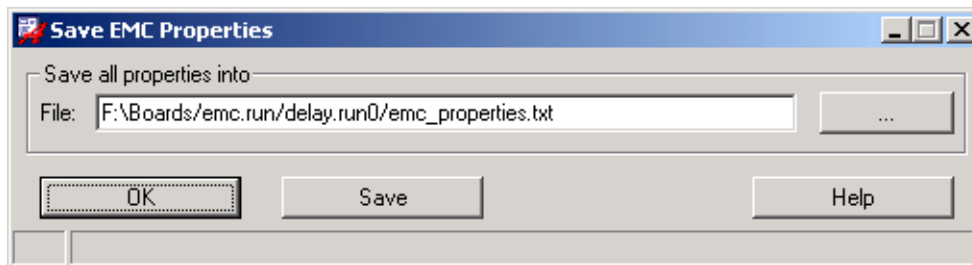 Save EMC Properties
Save all properties into
File: F:\Boards/emc.run/delay.run0/emc_properties.txt ...
OK Save Help